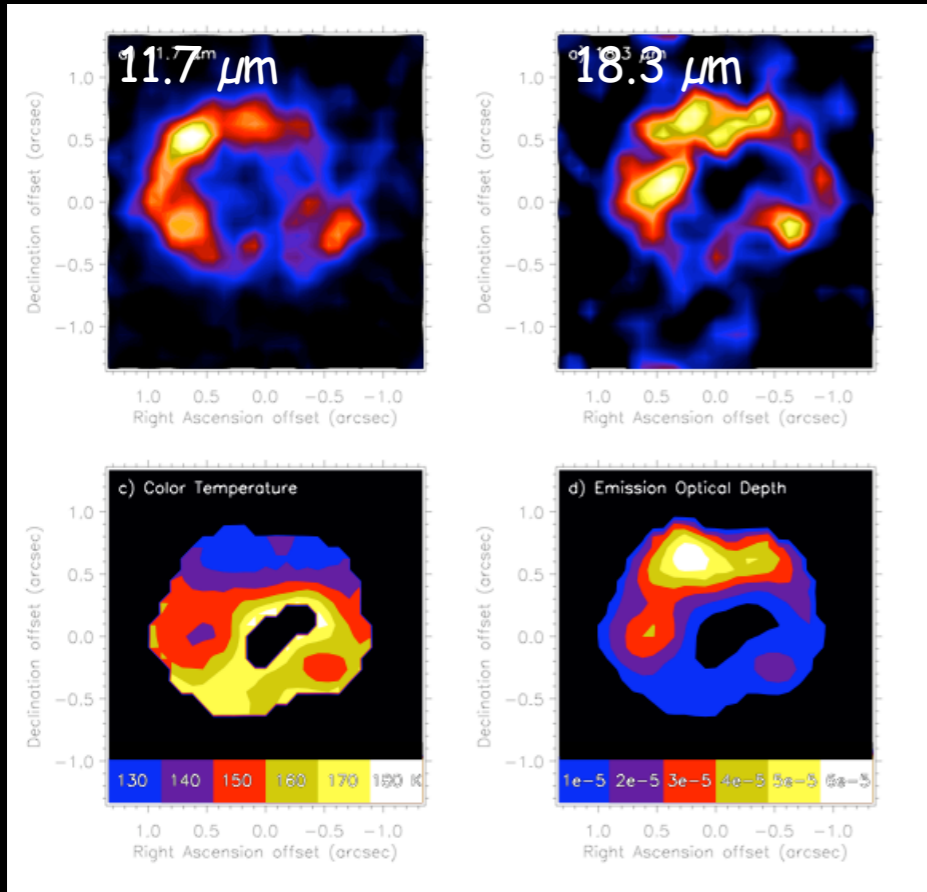 11.7 μm
18.3 μm
Declination offset (arcsec)
1.0
0.5
0.0
−0.5
−1.0
1.0 0.5 0.0 −0.5 −1.0
Right Ascension offset (arcsec)
Declination offset (arcsec)
1.0
0.5
0.0
−0.5
−1.0
1.0 0.5 0.0 −0.5 −1.0
Right Ascension offset (arcsec)
c) Color Temperature
Declination offset (arcsec)
1.0
0.5
0.0
−0.5
−1.0
130 140 150 160 170 180 K
1.0 0.5 0.0 −0.5 −1.0
Right Ascension offset (arcsec)
d) Emission Optical Depth
Declination offset (arcsec)
1.0
0.5
0.0
−0.5
−1.0
1e−5 2e−5 3e−5 4e−5 5e−5 6e−5
1.0 0.5 0.0 −0.5 −1.0
Right Ascension offset (arcsec)